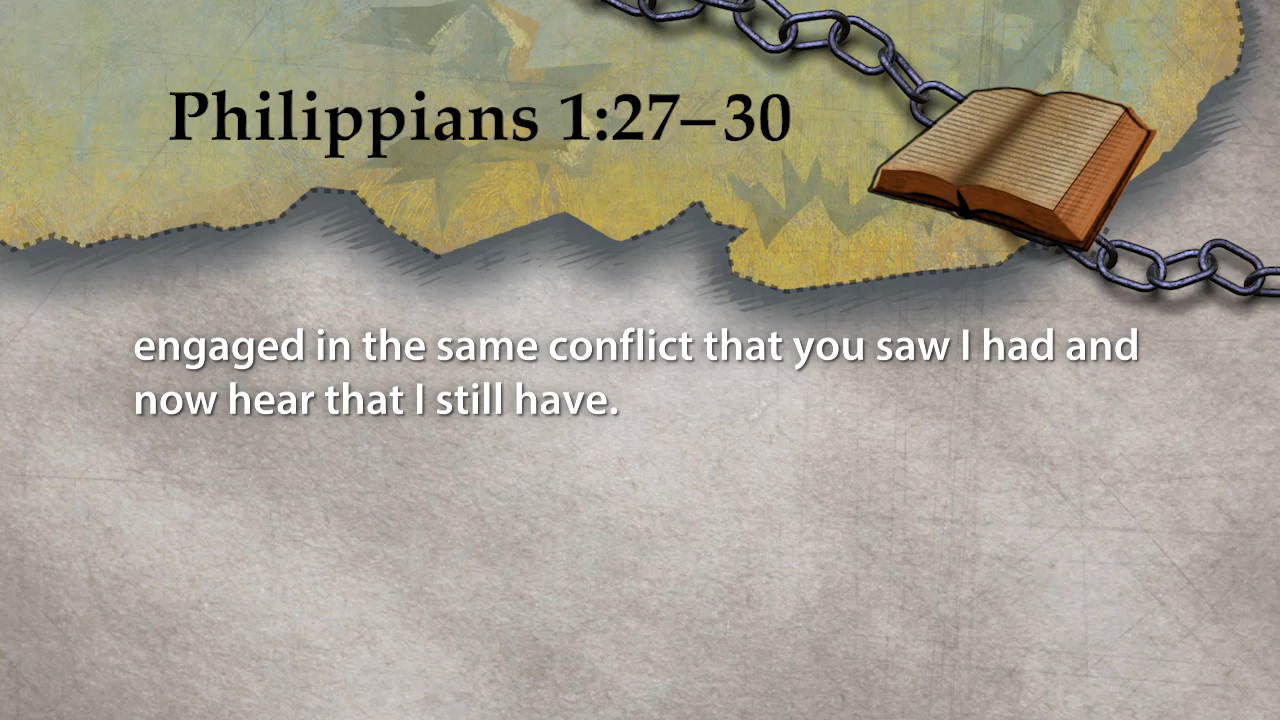 Philippians 1:27–30
engaged in the same conflict that you saw I had and
now hear that I still have.